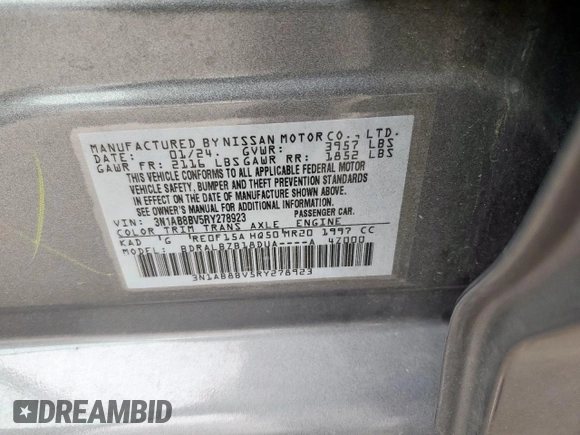 MANUFACTURED BY NISSAN MOTOR CO., LTD.
DATE: 01/24, GVWR: 3957 LBS
GAWR FR: 2116 LBS GAWR RR: 1852 LBS
THIS VEHICLE CONFORMS TO ALL APPLICABLE FEDERAL MOTOR
VEHICLE SAFETY, BUMPER AND THEFT PREVENTION STANDARDS
IN EFFECT ON THE DATE OF MANUFACTURE SHOWN ABOVE.
SEE OWNER'S MANUAL FOR ADDITIONAL INFORMATION.
VIN: 3N1AB8BV5RY278923 PASSENGER CAR.
COLOR TRIM TRANS AXLE ENGINE
KAD 'G 'RE0F15A HQ50 MR20 1997 CC
MODEL: BDRALBZB18DUA----A 47000
3N1AB8BV5RY278923
DREAMBID